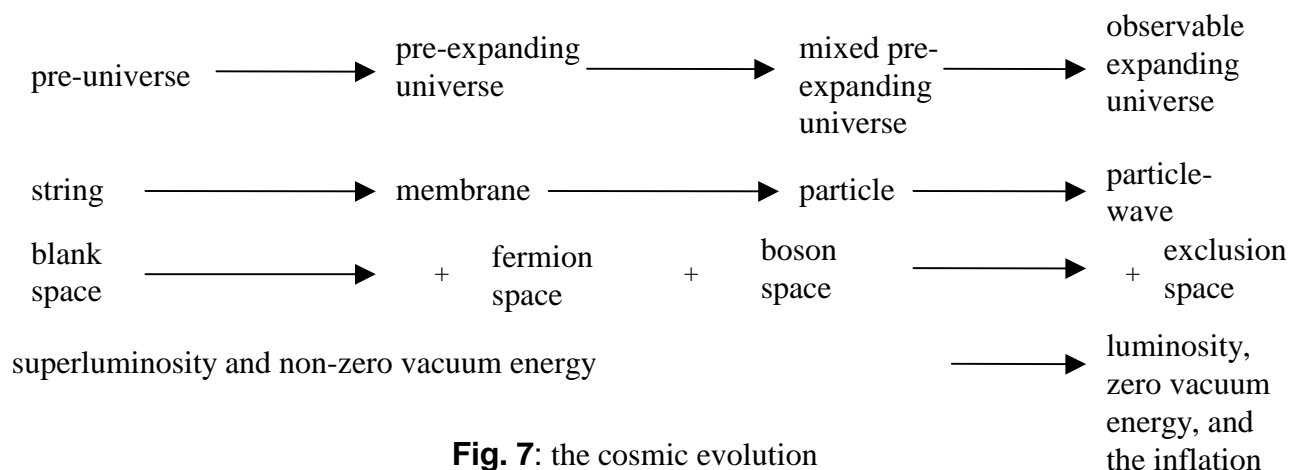 pre-universe
pre-expanding
universe
mixed pre-
expanding
universe
observable
expanding
universe
string
membrane
particle
particle-
wave
blank
space
+
fermion
space
+
boson
space
+
exclusion
space
superluminosity and non-zero vacuum energy
luminosity,
zero vacuum
energy, and
the inflation
Fig. 7: the cosmic evolution